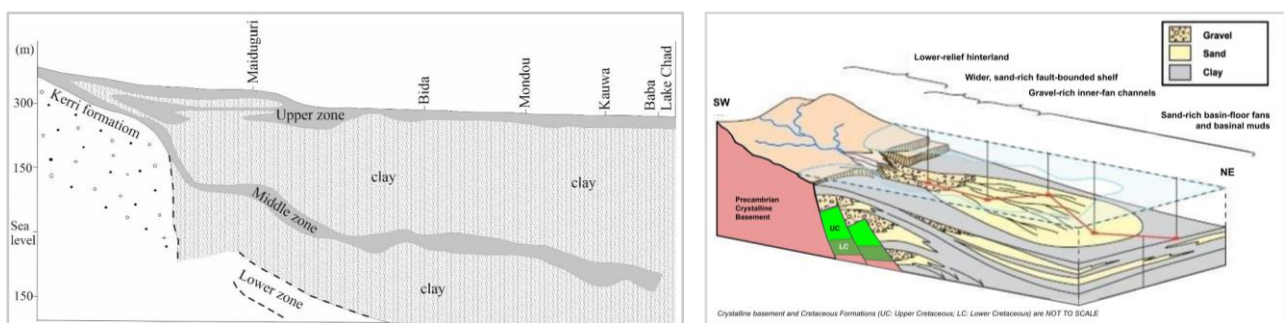 (m)
300
150
Sea
level
150
Maiduguri
Bida
Mondou
Kauwa
Baba
Lake Chad
Kerri formatiom
Upper zone
clay
clay
Middle zone
clay
Lower zone
Gravel
Sand
Clay
Lower-relief hinterland
Wider, sand-rich fault-bounded shelf
Gravel-rich inner-fan channels
Sand-rich basin-floor fans
and basinal muds
SW
NE
Precambrian
Crystalline
Basement
UC
LC
Crystalline basement and Cretaceous Formations (UC: Upper Cretaceous; LC: Lower Cretaceous) are NOT TO SCALE